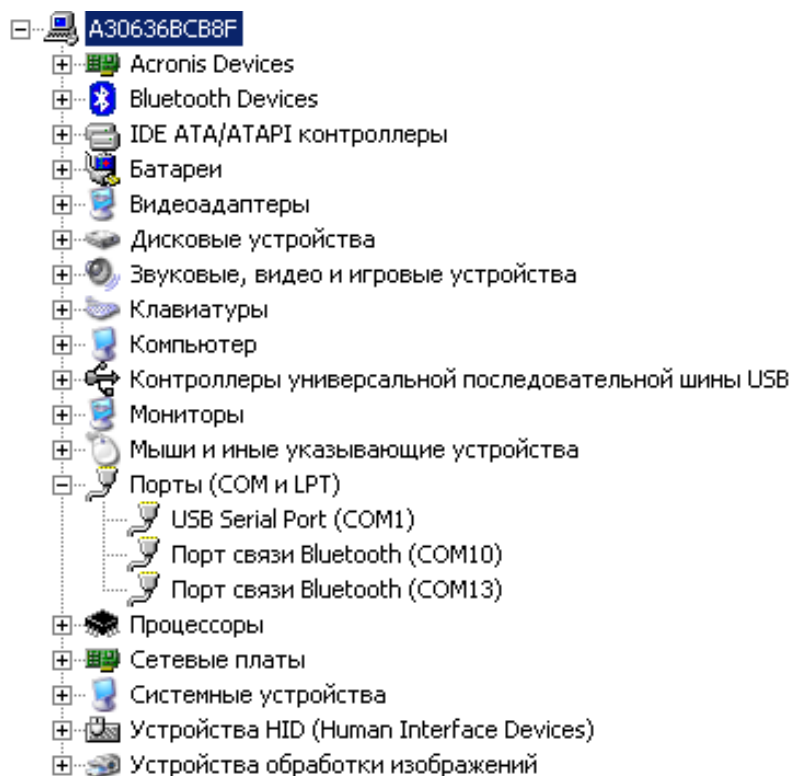 A30636BCB8F
Acronis Devices
Bluetooth Devices
IDE ATA/ATAPI контроллеры
Батареи
Видеоадаптеры
Дисковые устройства
Звуковые, видео и игровые устройства
Клавиатуры
Компьютер
Контроллеры универсальной последовательной шины USB
Мониторы
Мыши и иные указывающие устройства
Порты (COM и LPT)
USB Serial Port (COM1)
Порт связи Bluetooth (COM10)
Порт связи Bluetooth (COM13)
Процессоры
Сетевые платы
Системные устройства
Устройства HID (Human Interface Devices)
Устройства обработки изображений